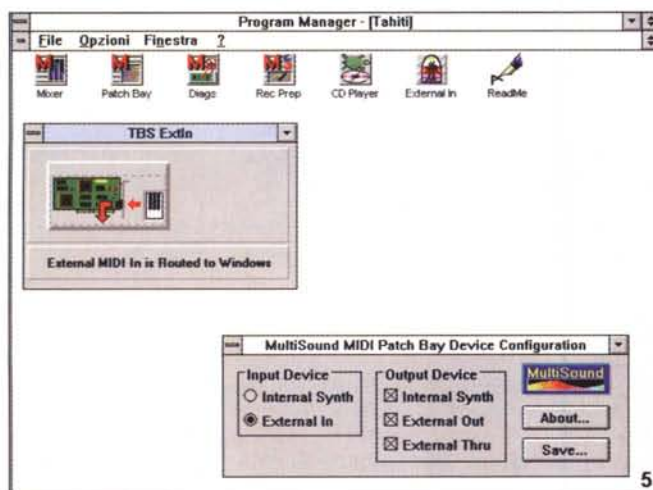 Program Manager - [Tahiti]
File Opzioni Finestra ?
Mixer Patch Bay Diags Rec Prep CD Player External In ReadMe
TBS ExtIn
External MIDI In is Routed to Windows
MultiSound MIDI Patch Bay Device Configuration
Input Device
Internal Synth
External In
Output Device
Internal Synth
External Out
External Thru
MultiSound
About...
Save...
5